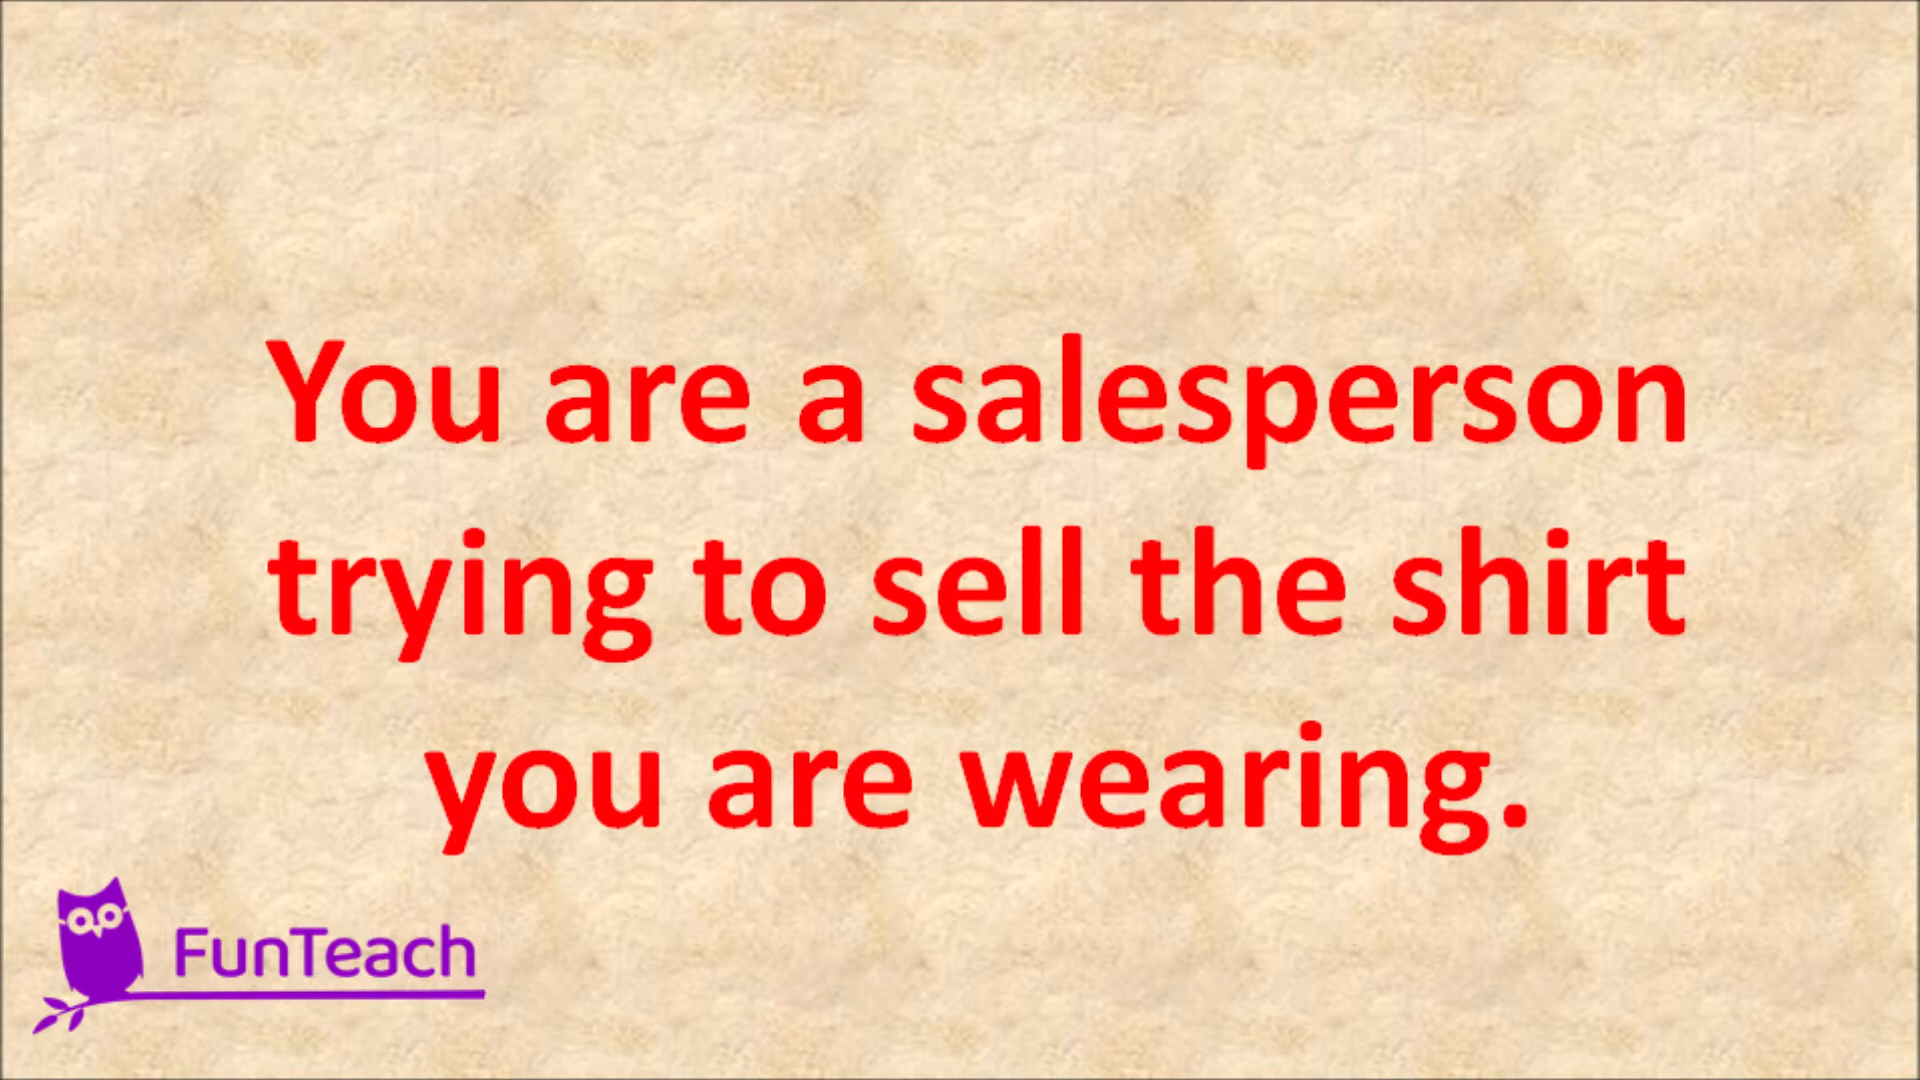 You are a salesperson
trying to sell the shirt
you are wearing.
FunTeach